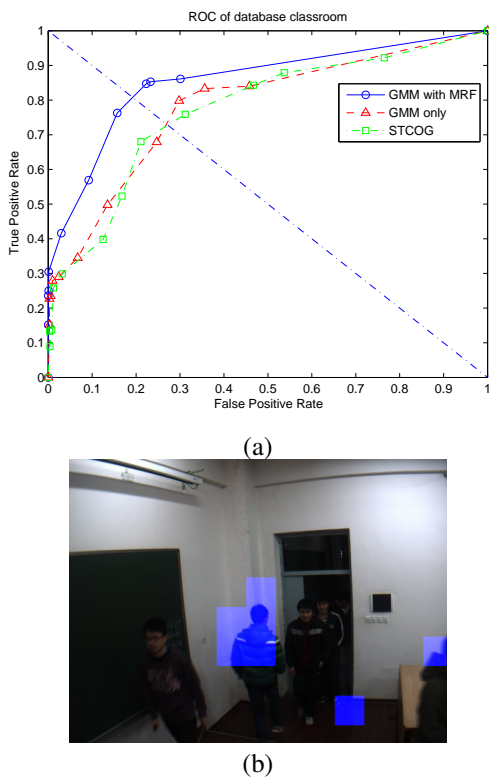 ROC of database classroom
1
0.9
0.8
0.7
0.6
0.5
0.4
0.3
0.2
0.1
0
True Positive Rate
GMM with MRF
GMM only
STCOG
0 0.1 0.2 0.3 0.4 0.5 0.6 0.7 0.8 0.9 1
False Positive Rate
(a)
(b)